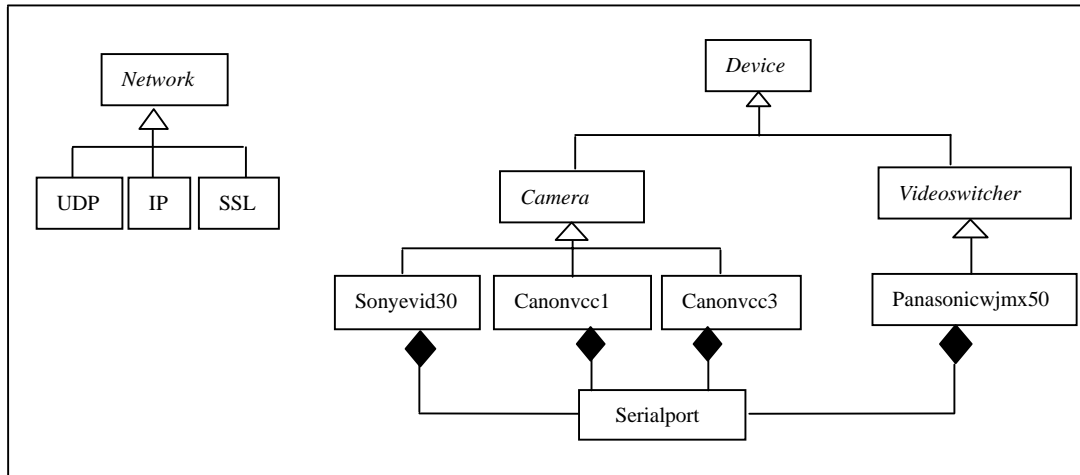 Device
Network
UDP
IP
SSL
Camera
Videoswitcher
Sonyevid30
Canonvcc1
Canonvcc3
Panasonicwjmx50
Serialport